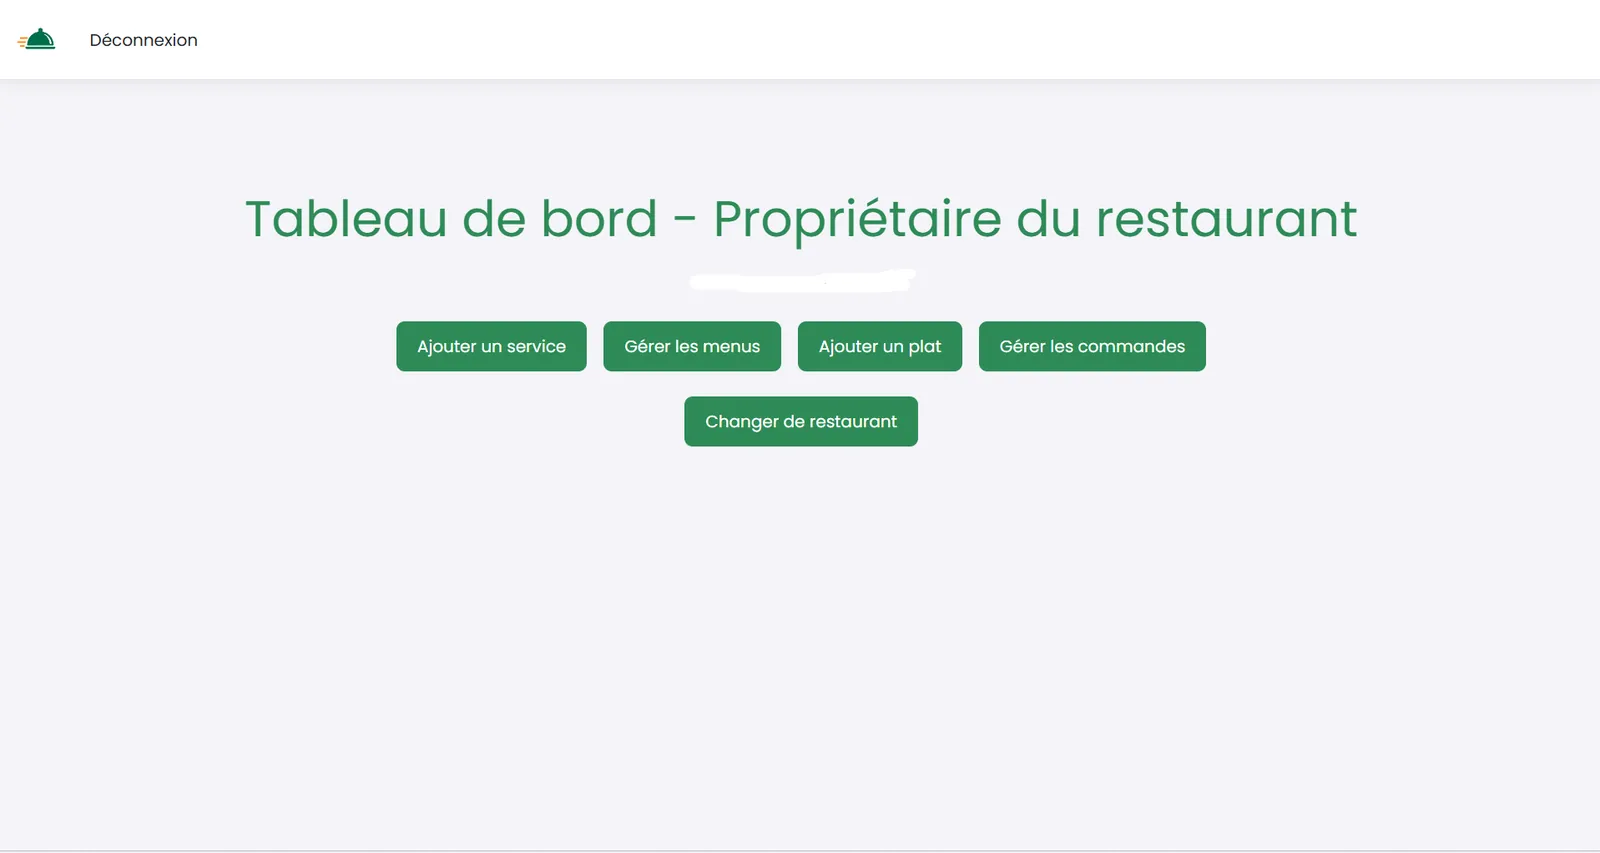 Déconnexion
Tableau de bord - Propriétaire du restaurant
Ajouter un service Gérer les menus Ajouter un plat Gérer les commandes
Changer de restaurant